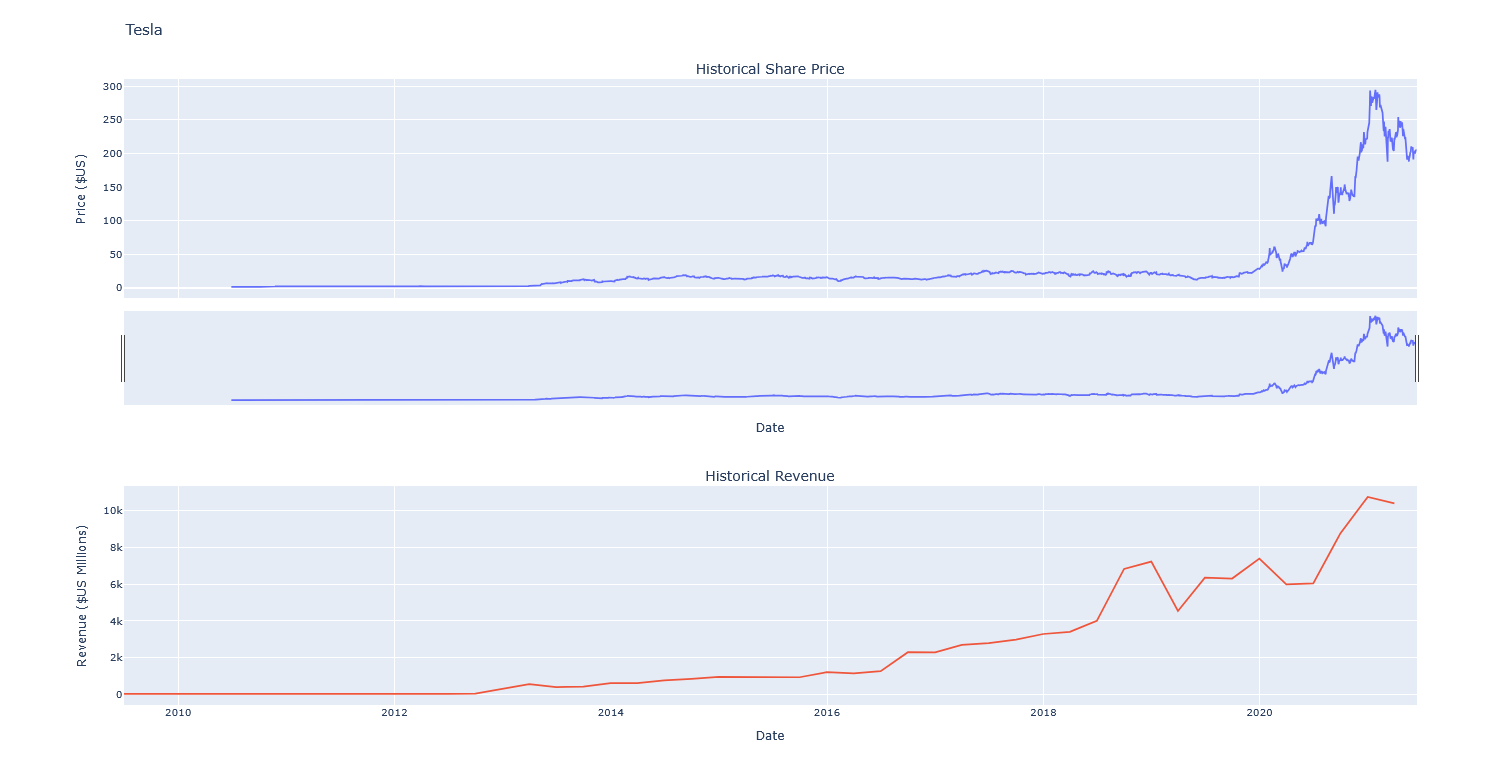 Tesla
Historical Share Price
Price ($US)
300
250
200
150
100
50
0
Date
Historical Revenue
Revenue ($US Millions)
10k
8k
6k
4k
2k
0
2010 2012 2014 2016 2018 2020
Date